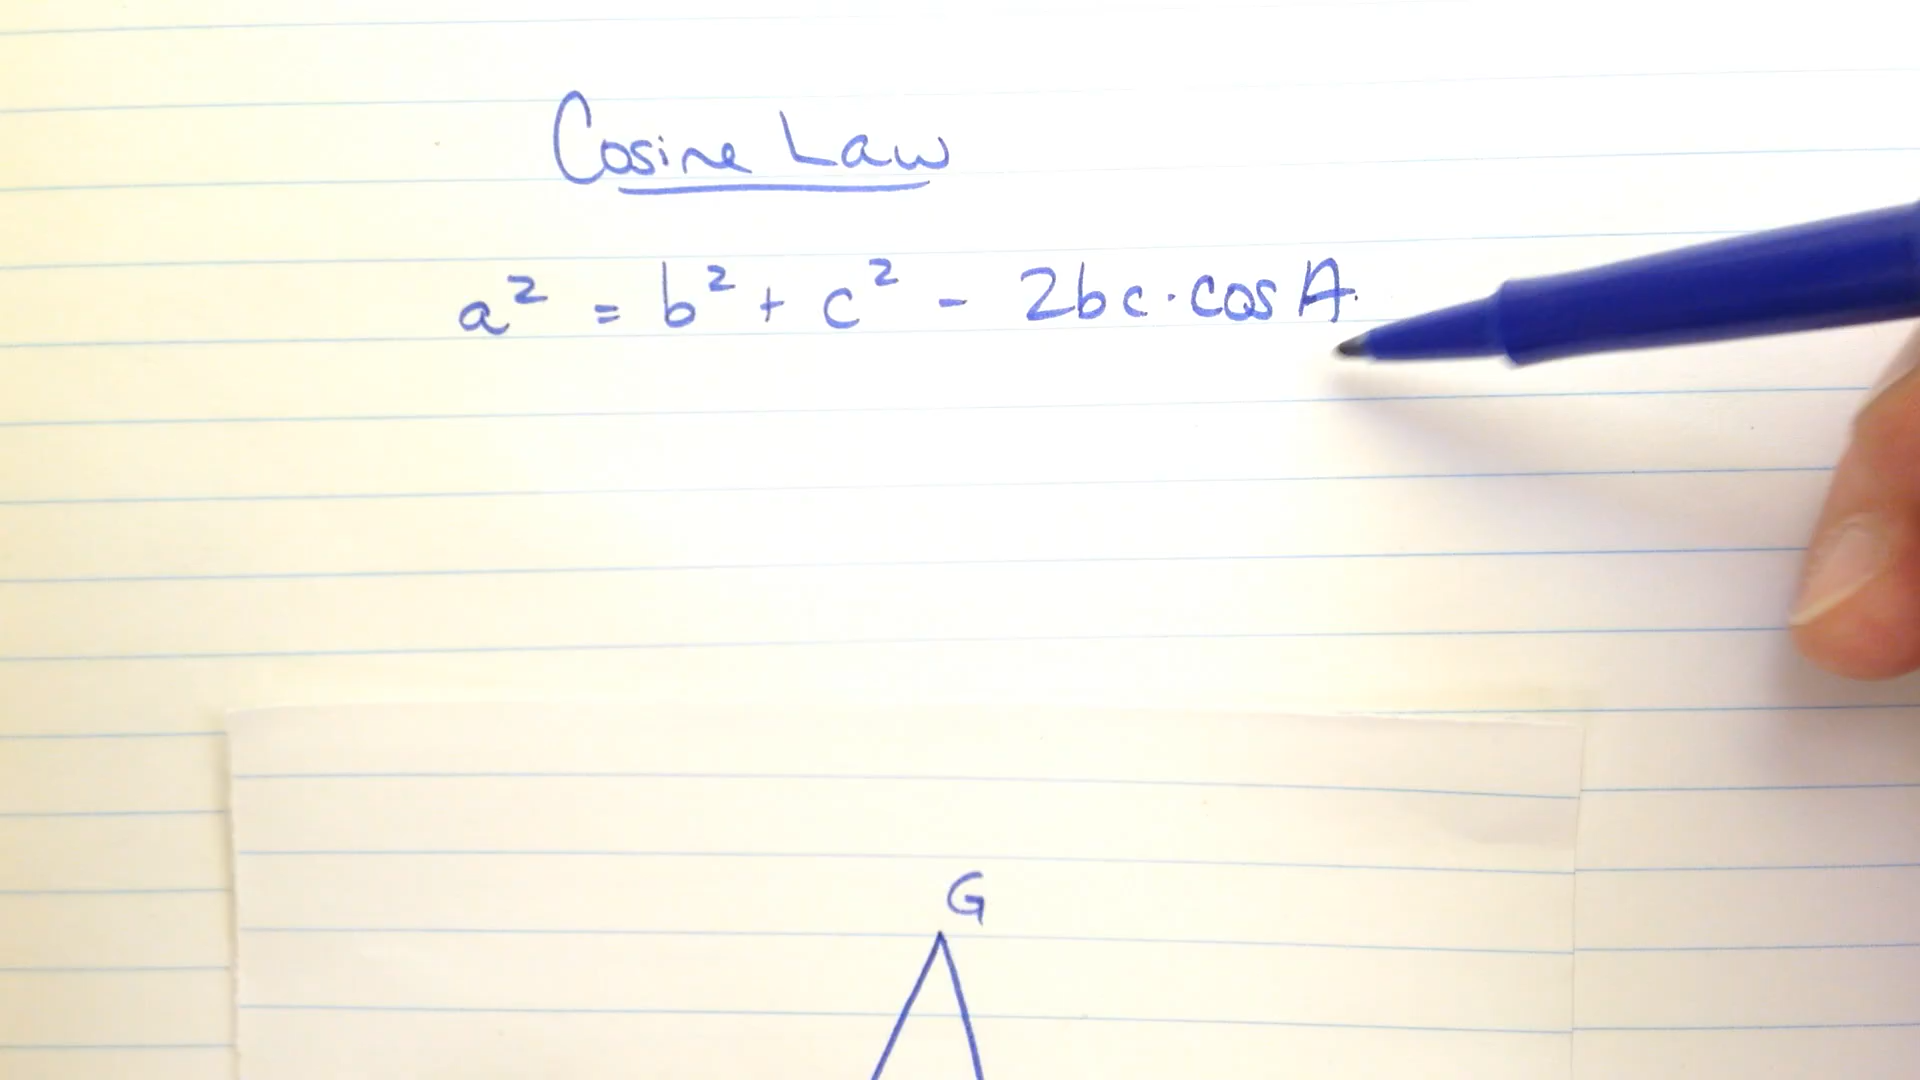 Cosine Law
a² = b² + c² - 2bc·cos A
G